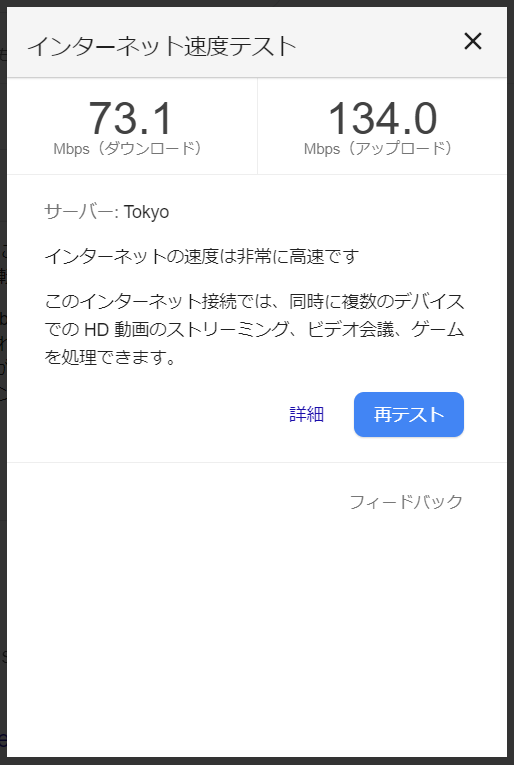 インターネット速度テスト
73.1
Mbps（ダウンロード）
134.0
Mbps（アップロード）
サーバー: Tokyo
インターネットの速度は非常に高速です
このインターネット接続では、同時に複数のデバイス
での HD 動画のストリーミング、ビデオ会議、ゲーム
を処理できます。
詳細
再テスト
フィードバック